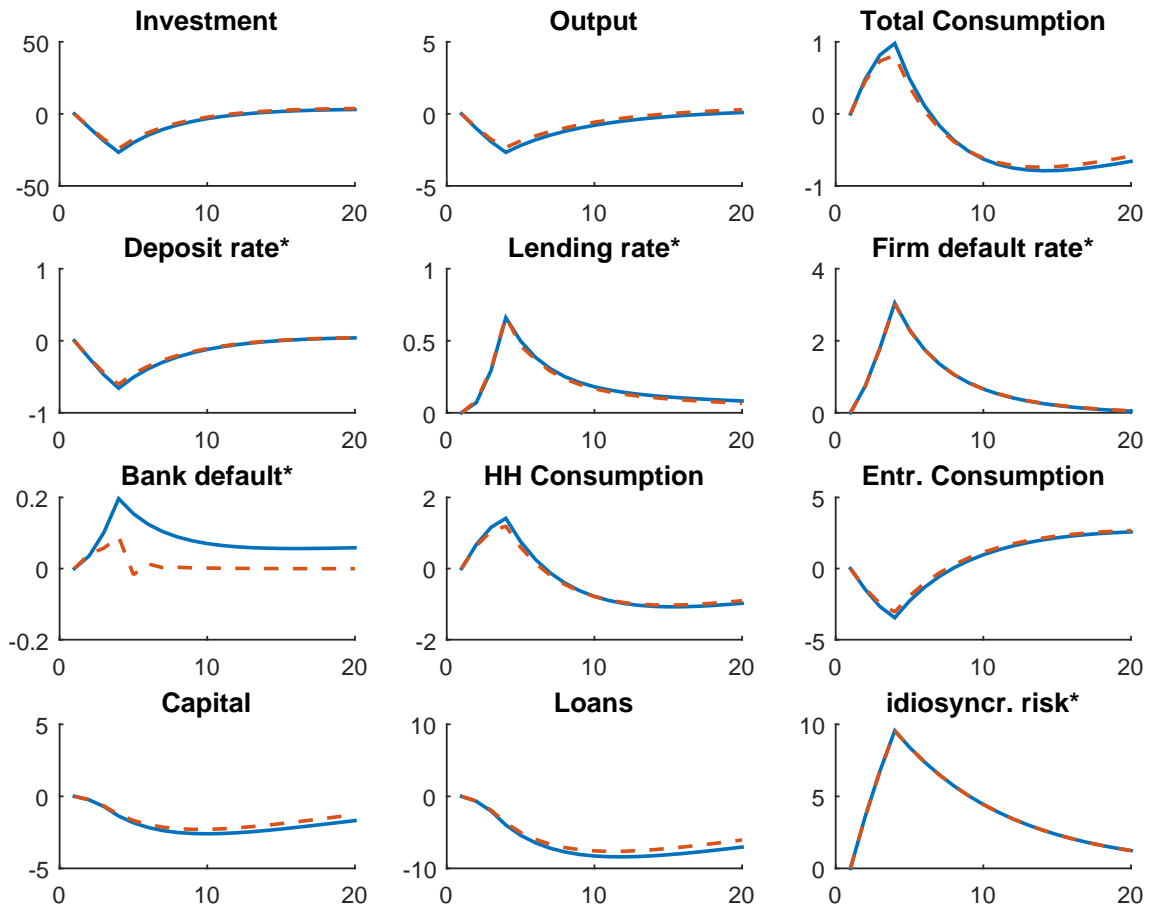 Investment Output Total Consumption
50 5 1
0 0 0
-50 -5 -1
0 10 20 0 10 20 0 10 20
Deposit rate* Lending rate* Firm default rate*
1 1 4
0 0.5 2
-1 0 0
0 10 20 0 10 20 0 10 20
Bank default* HH Consumption Entr. Consumption
0.2 2 5
0 0 0
-0.2 -2 -5
0 10 20 0 10 20 0 10 20
Capital Loans idiosyncr. risk*
5 10 10
0 0 5
-5 -10 0
0 10 20 0 10 20 0 10 20